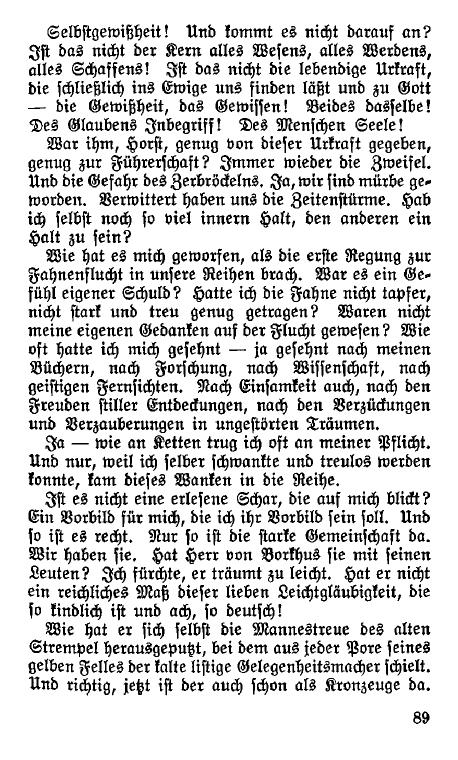 Selbstgewißheit! Und kommt es nicht darauf an?
Ist das nicht der Kern alles Wesens, alles Werdens,
alles Schaffens! Ist das nicht die lebendige Urkraft,
die schließlich ins Ewige uns finden läßt und zu Gott
— die Gewißheit, das Gewissen! Beides dasselbe!
Des Glaubens Inbegriff! Des Menschen Seele!
War ihm, Horst, genug von dieser Urkraft gegeben,
genug zur Führerschaft? Immer wieder die Zweifel.
Und die Gefahr des Zerbröckelns. Ja, wir sind mürbe ge-
worden. Verwittert haben uns die Zeitenstürme. Hab
ich selbst noch so viel innern Halt, den anderen ein
Halt zu sein?
Wie hat es mich geworfen, als die erste Regung zur
Fahnenflucht in unsere Reihen brach. War es ein Ge-
fühl eigener Schuld? Hatte ich die Fahne nicht tapfer,
nicht stark und treu genug getragen? Waren nicht
meine eigenen Gedanken auf der Flucht gewesen? Wie
oft hatte ich mich gesehnt — ja gesehnt nach meinen
Büchern, nach Forschung, nach Wissenschaft, nach
geistigen Fernsichten. Nach Einsamkeit auch, nach den
Freuden stiller Entdeckungen, nach den Verzückungen
und Verzauberungen in ungestörten Träumen.
Ja — wie an Ketten trug ich oft an meiner Pflicht.
Und nur, weil ich selber schwankte und treulos werden
konnte, kam dieses Wanken in die Reihe.
Ist es nicht eine erlesene Schar, die auf mich blickt?
Ein Vorbild für mich, die ich ihr Vorbild sein soll. Und
so ist es recht. Nur so ist die starke Gemeinschaft da.
Wir haben sie. Hat Herr von Borkhus sie mit seinen
Leuten? Ich fürchte, er träumt zu leicht. Hat er nicht
ein reichliches Maß dieser lieben Leichtgläubigkeit, die
so kindlich ist und ach, so deutsch!
Wie hat er sich selbst die Mannestreue des alten
Strempel herausgeputzt, bei dem aus jeder Pore seines
gelben Felles der kalte listige Gelegenheitsmacher schielt.
Und richtig, jetzt ist der auch schon als Kronzeuge da.
89